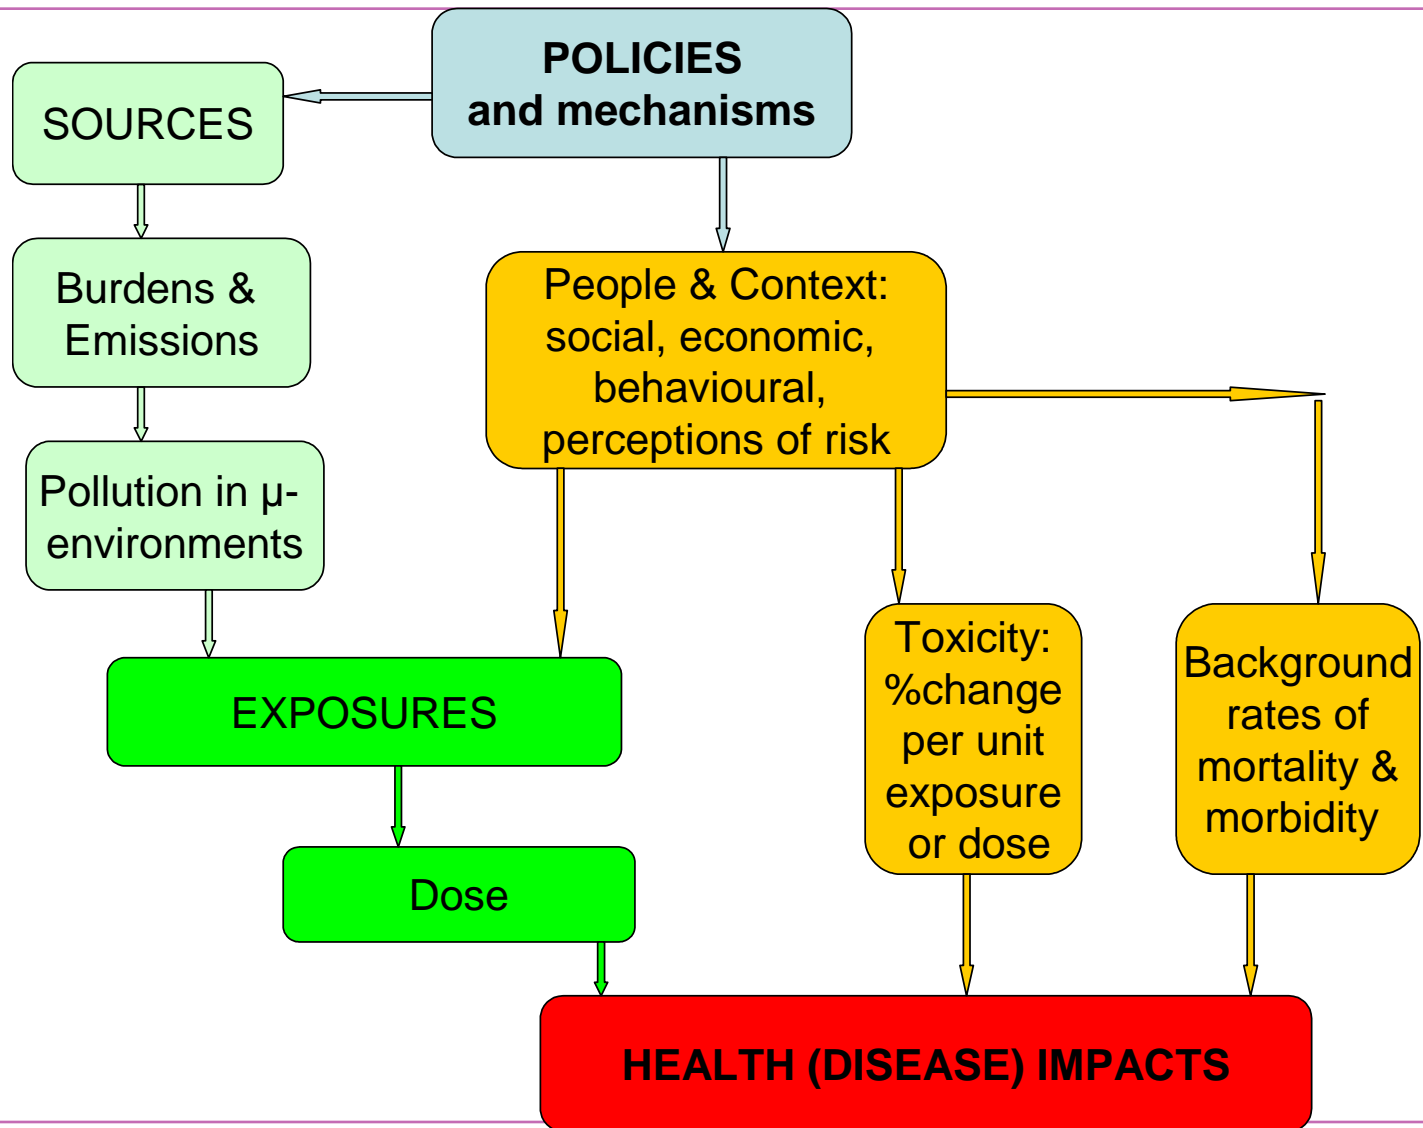 POLICIES
and mechanisms
SOURCES
Burdens &
Emissions
People & Context:
social, economic,
behavioural,
perceptions of risk
Pollution in µ-
environments
Toxicity:
%change
per unit
exposure
or dose
Background
rates of
mortality &
morbidity
EXPOSURES
Dose
HEALTH (DISEASE) IMPACTS